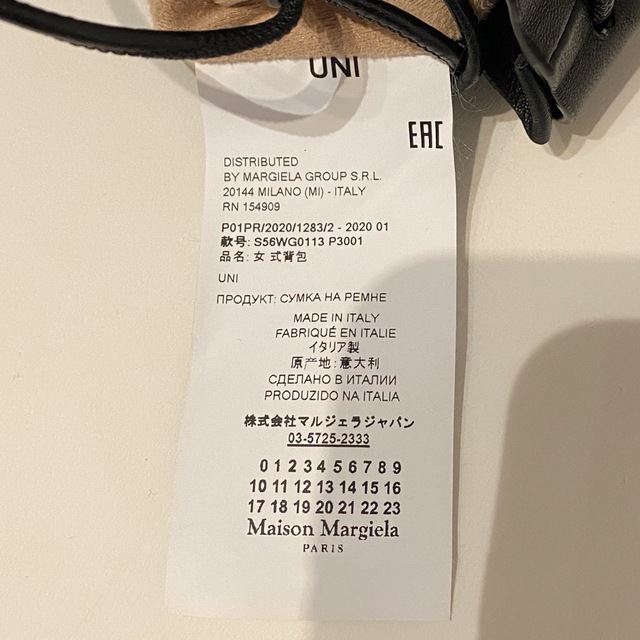 UNI
EAC
DISTRIBUTED
BY MARGIELA GROUP S.R.L.
20144 MILANO (MI) - ITALY
RN 154909
P01PR/2020/1283/2 - 2020 01
款号: S56WG0113 P3001
品名: 女 式背包
UNI
ПРОДУКТ: СУМКА НА РЕМНЕ
MADE IN ITALY
FABRIQUÉ EN ITALIE
イタリア製
原产地: 意大利
СДЕЛАНО В ИТАЛИИ
PRODUZIDO NA ITALIA
株式会社マルジェラジャパン
03-5725-2333
0 1 2 3 4 5 6 7 8 9
10 11 12 13 14 15 16
17 18 19 20 21 22 23
Maison Margiela
PARIS